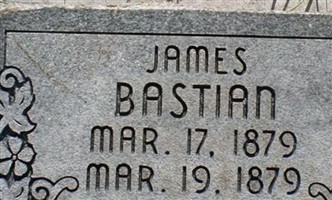 JAMES
BASTIAN
MAR. 17, 1879
MAR. 19, 1879